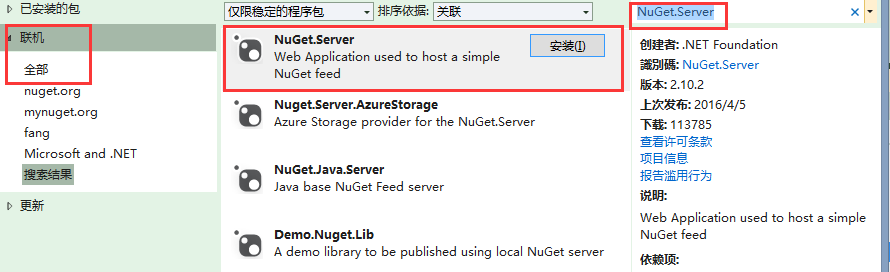 已安装的包
联机
全部
nuget.org
mynuget.org
fang
Microsoft and .NET
搜索结果
更新
仅限稳定的程序包
排序依据: 关联
NuGet.Server
安装(I)
Web Application used to host a simple
NuGet feed
Nuget.Server.AzureStorage
Azure Storage provider for the NuGet.Server
NuGet.Java.Server
Java base NuGet Feed server
Demo.Nuget.Lib
A demo library to be published using local NuGet server
NuGet.Server
创建者: .NET Foundation
識別碼: NuGet.Server
版本: 2.10.2
上次发布: 2016/4/5
下载: 113785
查看许可条款
项目信息
报告滥用行为
说明:
Web Application used to host a simple
NuGet feed
依赖项: